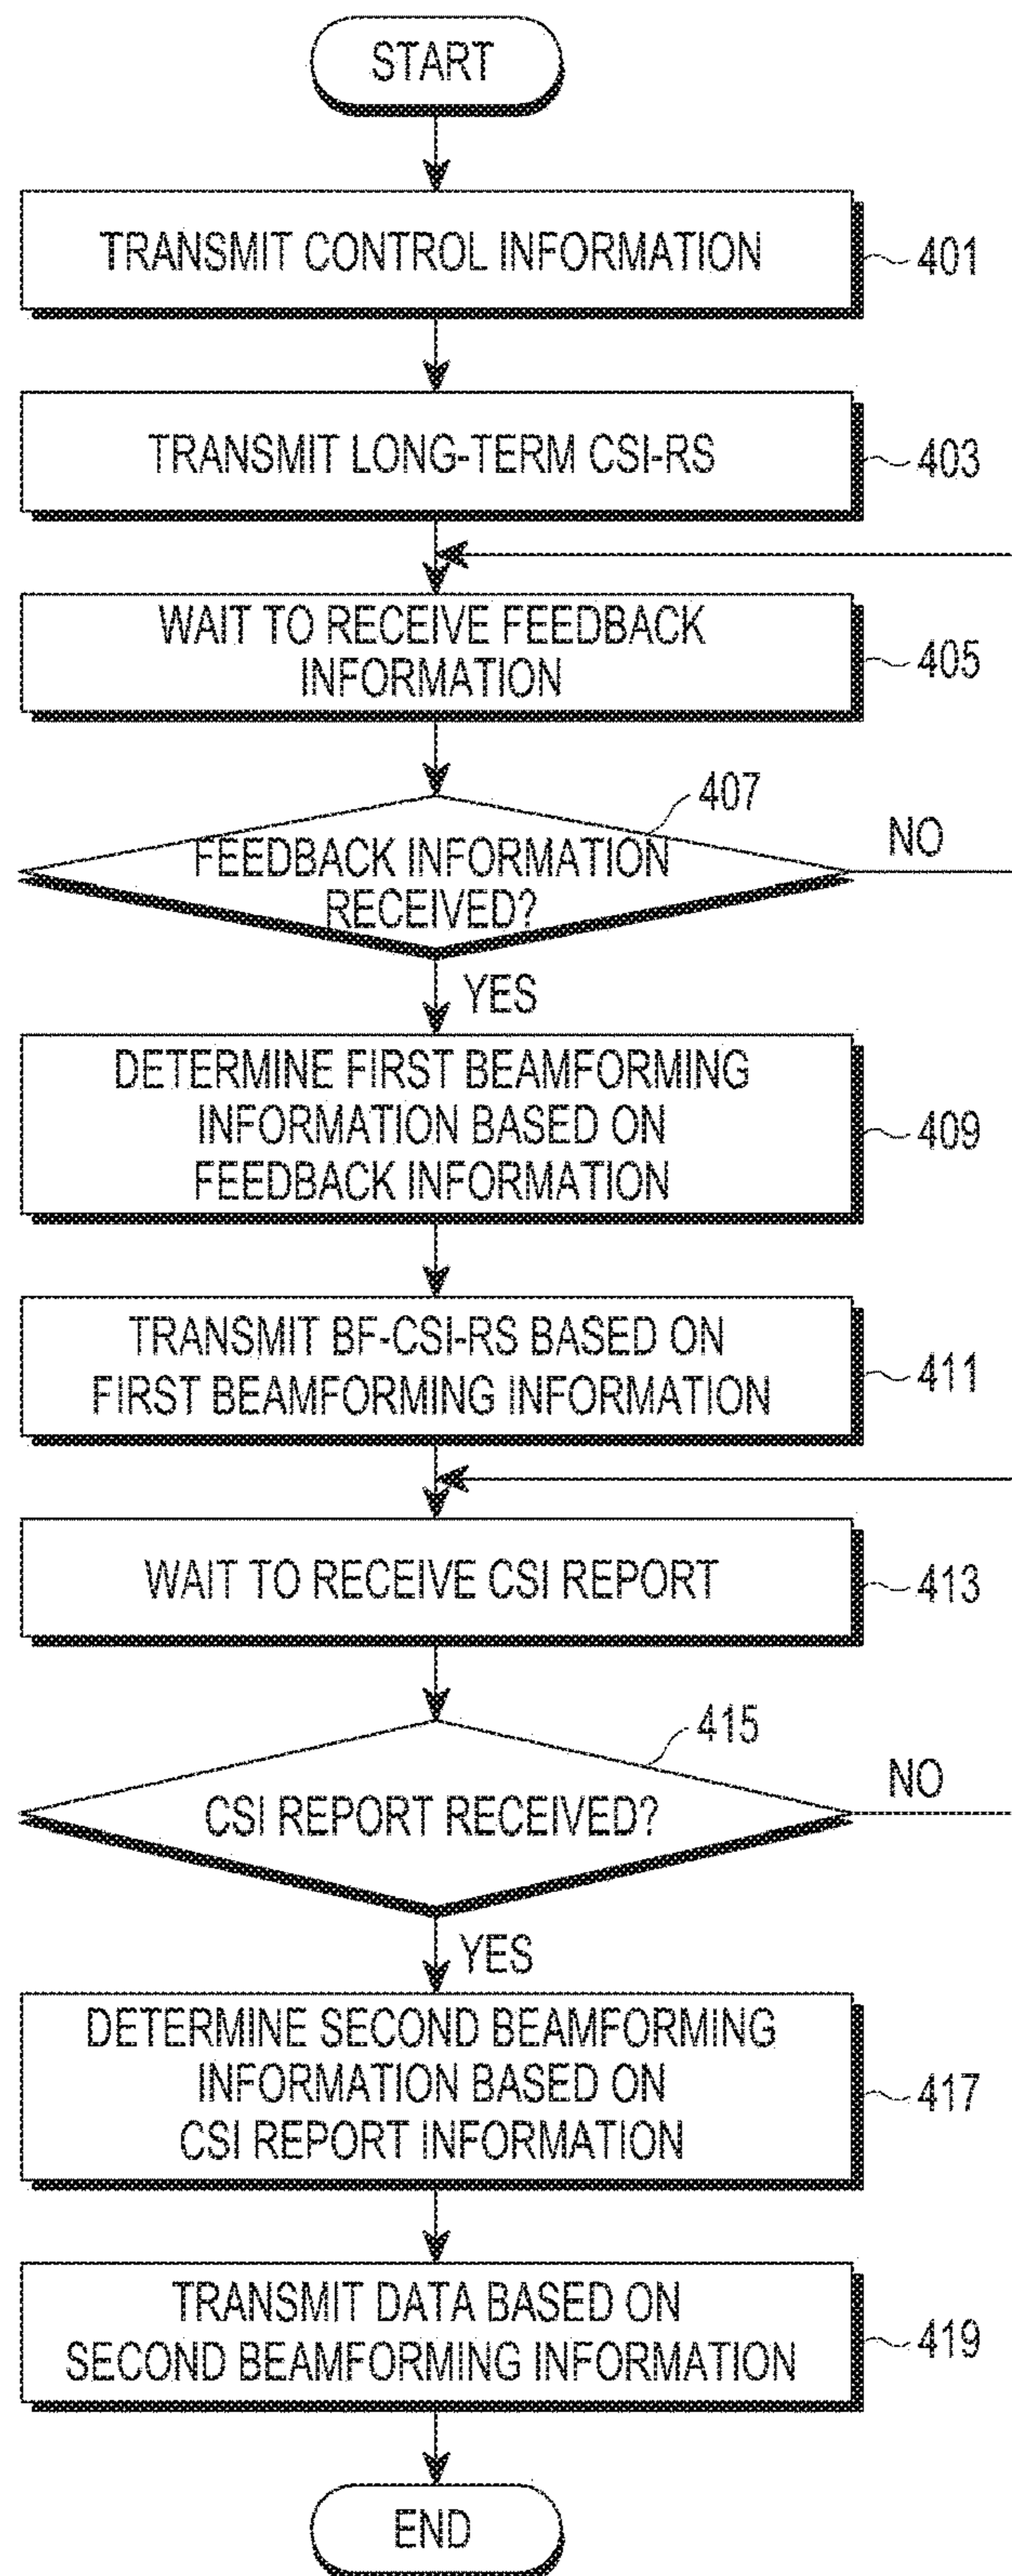 START
TRANSMIT CONTROL INFORMATION
401
TRANSMIT LONG-TERM CSI-RS
403
WAIT TO RECEIVE FEEDBACK
INFORMATION
405
407
FEEDBACK INFORMATION
RECEIVED?
NO
YES
DETERMINE FIRST BEAMFORMING
INFORMATION BASED ON
FEEDBACK INFORMATION
409
TRANSMIT BF-CSI-RS BASED ON
FIRST BEAMFORMING INFORMATION
411
WAIT TO RECEIVE CSI REPORT
413
415
CSI REPORT RECEIVED?
NO
YES
DETERMINE SECOND BEAMFORMING
INFORMATION BASED ON
CSI REPORT INFORMATION
417
TRANSMIT DATA BASED ON
SECOND BEAMFORMING INFORMATION
419
END